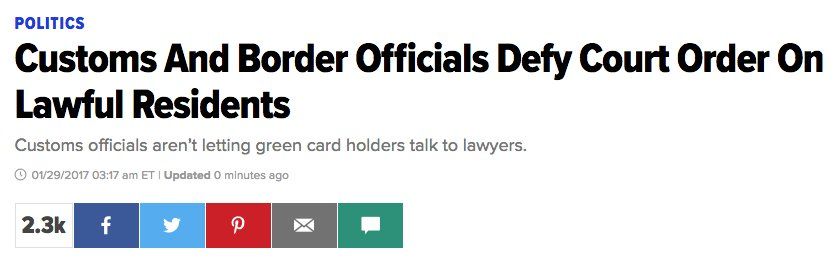 POLITICS
Customs And Border Officials Defy Court Order On
Lawful Residents
Customs officials aren't letting green card holders talk to lawyers.
01/29/2017 03:17 am ET | Updated 0 minutes ago
2.3k